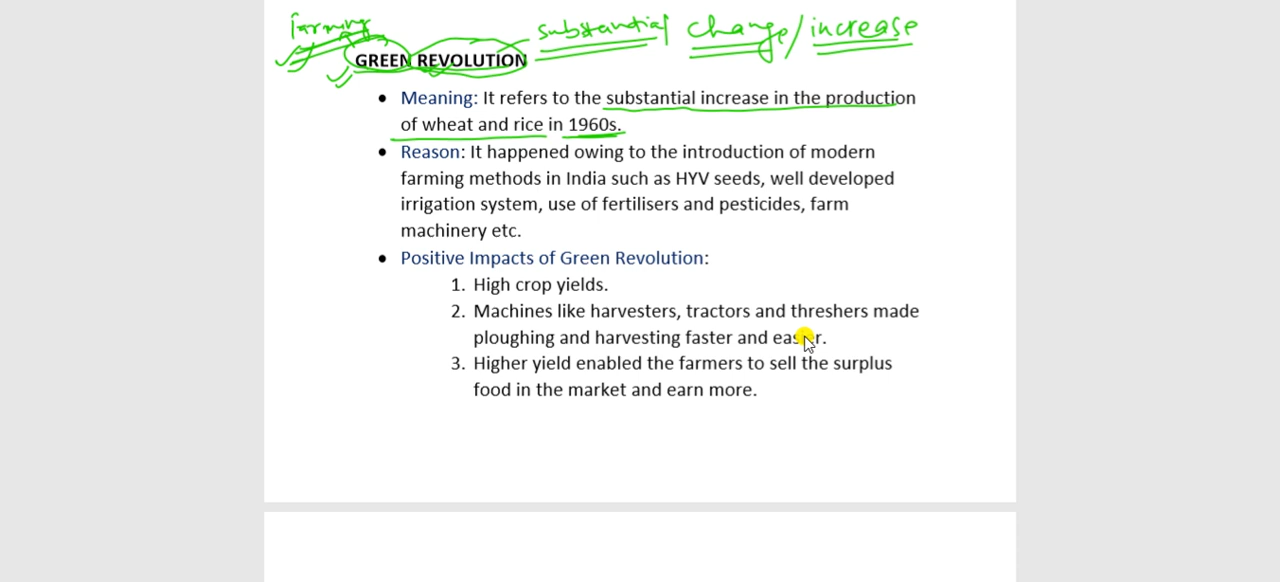 farming
substantial change/increase
GREEN REVOLUTION
• Meaning: It refers to the substantial increase in the production
of wheat and rice in 1960s.
• Reason: It happened owing to the introduction of modern
farming methods in India such as HYV seeds, well developed
irrigation system, use of fertilisers and pesticides, farm
machinery etc.
• Positive Impacts of Green Revolution:
1. High crop yields.
2. Machines like harvesters, tractors and threshers made
ploughing and harvesting faster and easier.
3. Higher yield enabled the farmers to sell the surplus
food in the market and earn more.